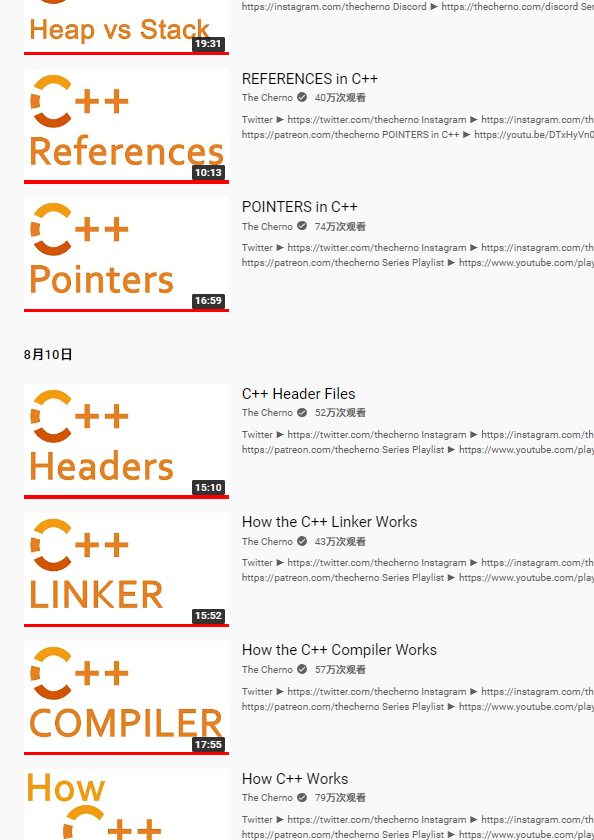 https://instagram.com/thecherno Discord ► https://thecherno.com/discord Ser
C++
Heap vs Stack
19:31
REFERENCES in C++
The Cherno 40万次观看
Twitter ► https://twitter.com/thecherno Instagram ► https://instagram.com/th
https://patreon.com/thecherno POINTERS in C++ ► https://youtu.be/DTxHyVn0
C++
References
10:13
POINTERS in C++
The Cherno 74万次观看
Twitter ► https://twitter.com/thecherno Instagram ► https://instagram.com/th
https://patreon.com/thecherno Series Playlist ► https://www.youtube.com/play
C++
Pointers
16:59
8月10日
C++ Header Files
The Cherno 52万次观看
Twitter ► https://twitter.com/thecherno Instagram ► https://instagram.com/th
https://patreon.com/thecherno Series Playlist ► https://www.youtube.com/play
C++
Headers
15:10
How the C++ Linker Works
The Cherno 43万次观看
Twitter ► https://twitter.com/thecherno Instagram ► https://instagram.com/th
https://patreon.com/thecherno Series Playlist ► https://www.youtube.com/play
C++
LINKER
15:52
How the C++ Compiler Works
The Cherno 57万次观看
Twitter ► https://twitter.com/thecherno Instagram ► https://instagram.com/th
https://patreon.com/thecherno Series Playlist ► https://www.youtube.com/play
C++
COMPILER
17:55
How C++ Works
The Cherno 79万次观看
Twitter ► https://twitter.com/thecherno Instagram ► https://instagram.com/th
https://patreon.com/thecherno Series Playlist ► https://www.youtube.com/play
How
C++